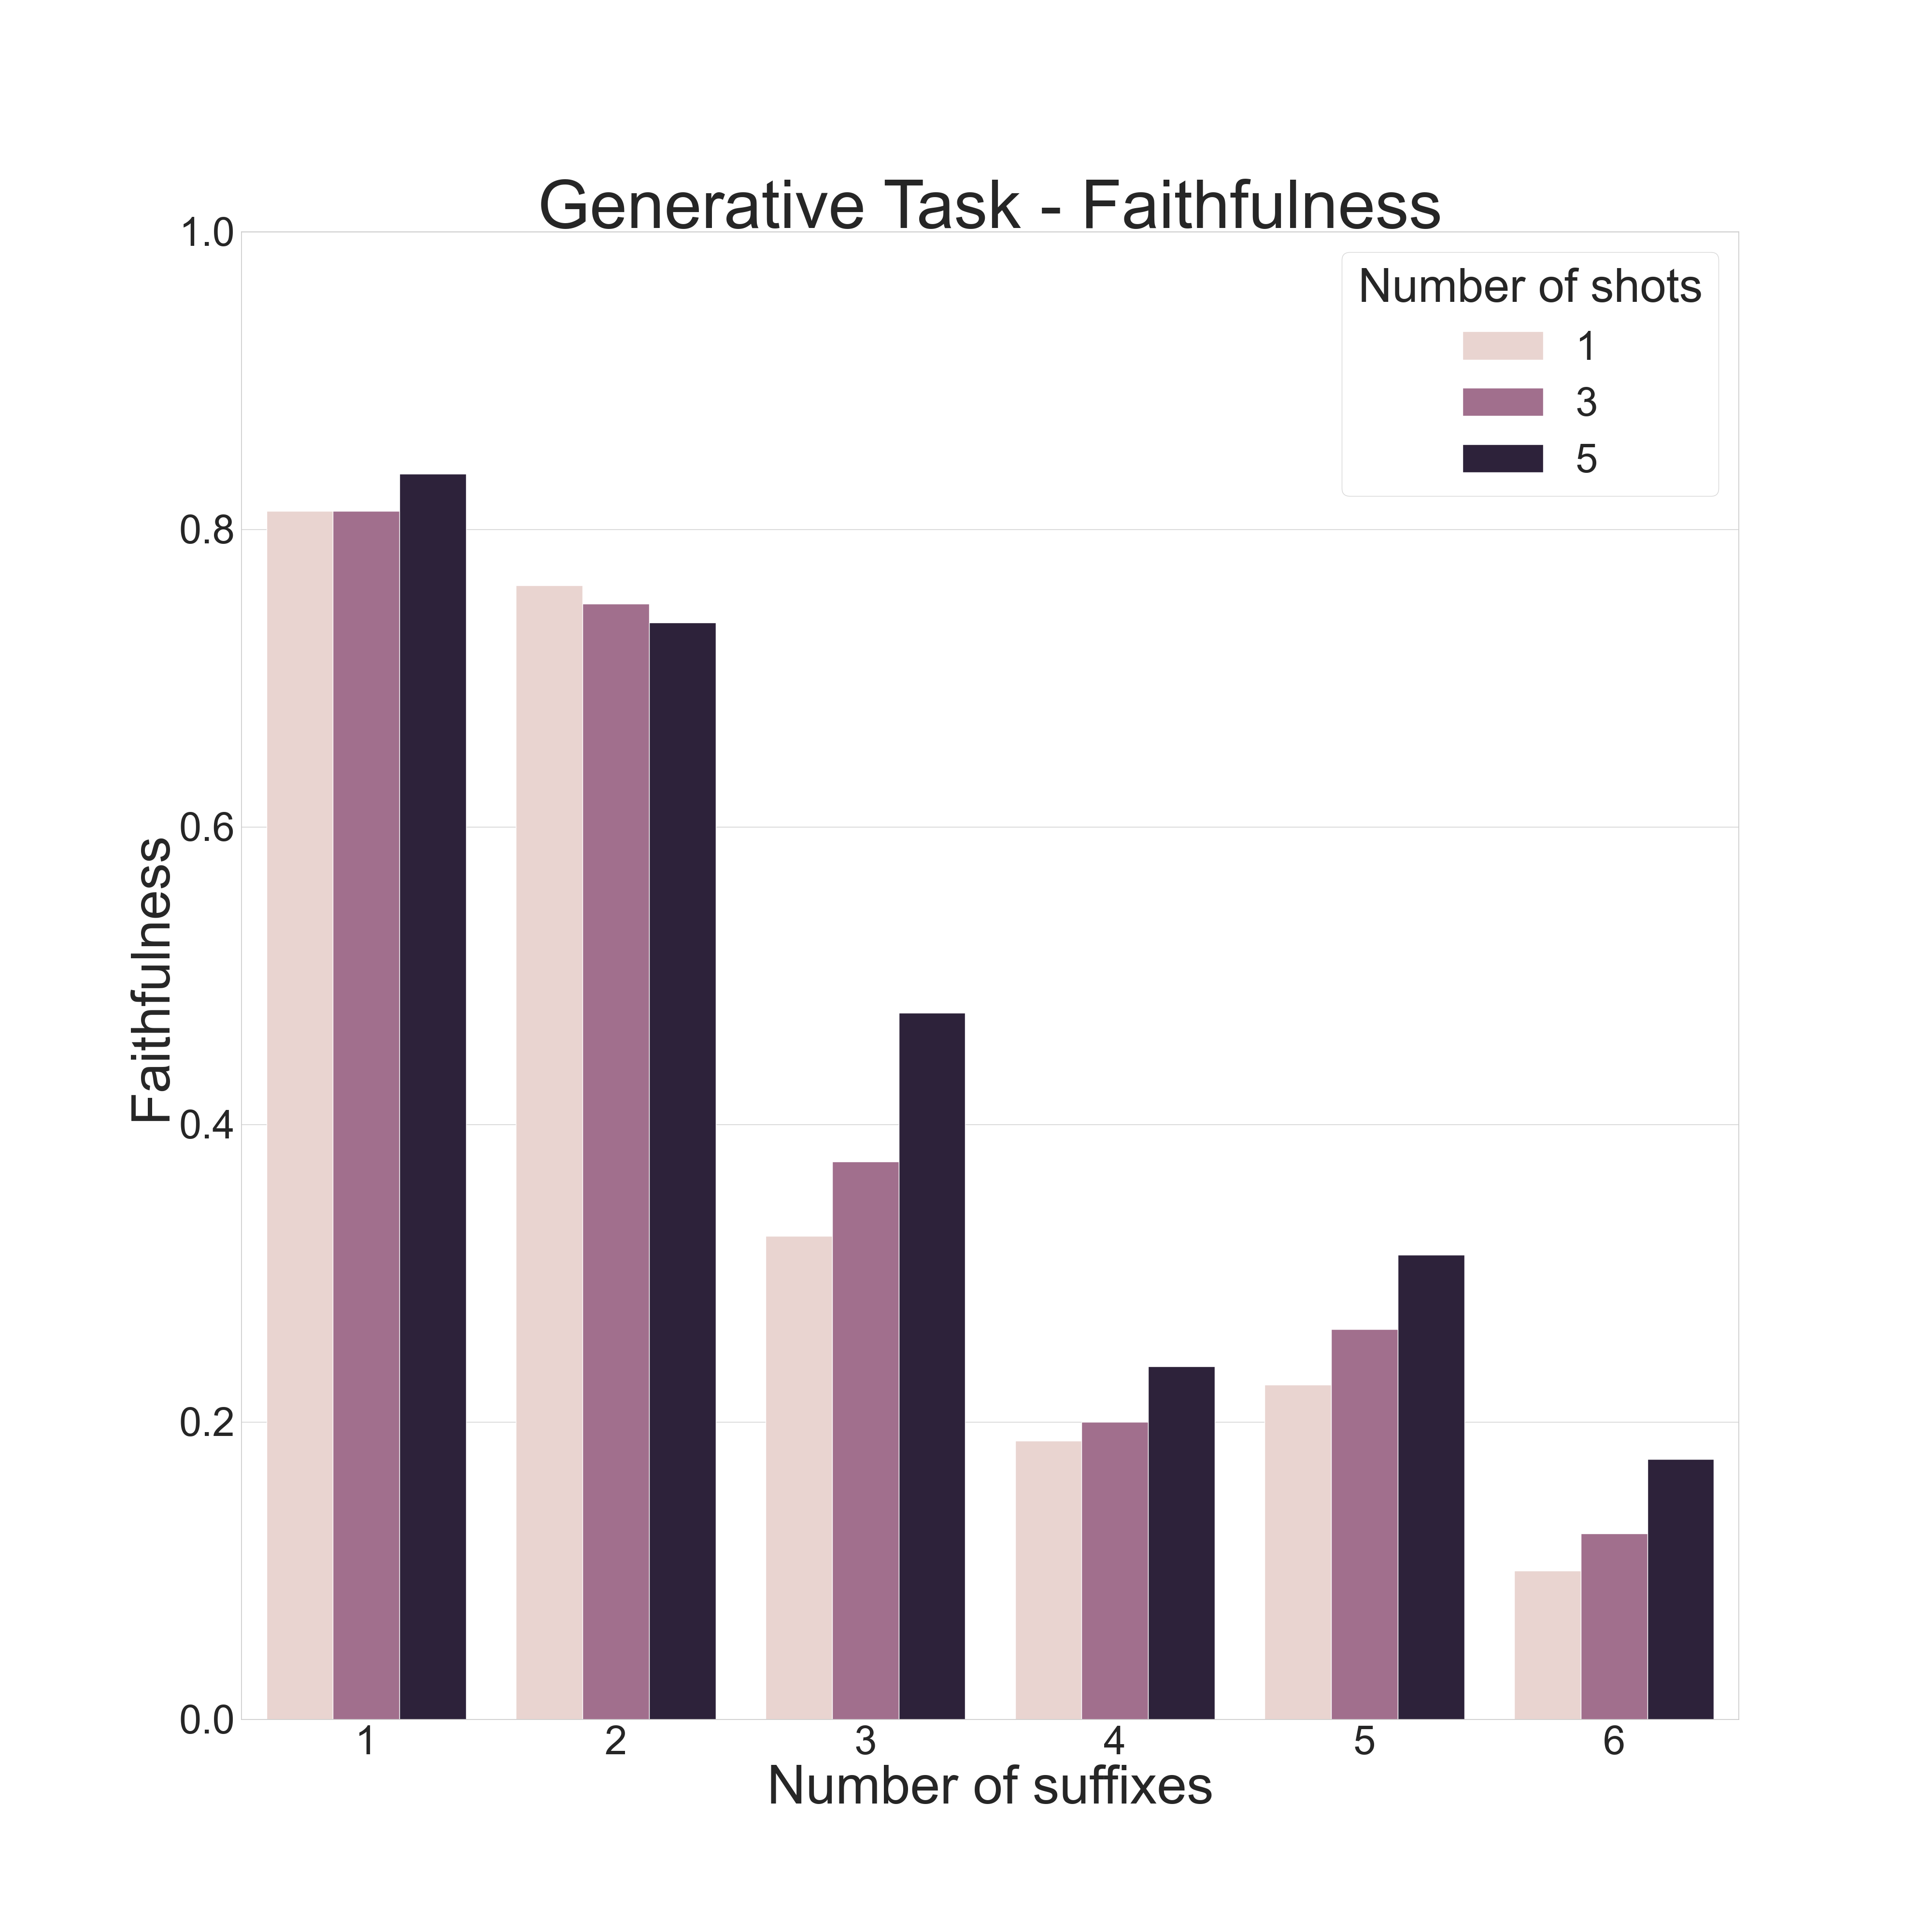 Generative Task - Faithfulness
Number of shots
1
3
5
1.0
0.8
0.6
0.4
0.2
0.0
Faithfulness
1 2 3 4 5 6
Number of suffixes